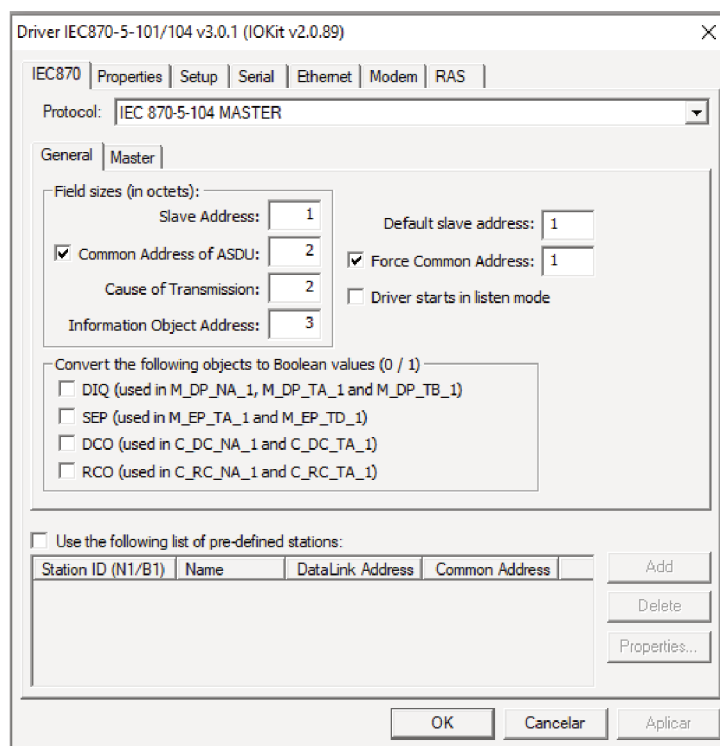 Driver IEC870-5-101/104 v3.0.1 (IOKit v2.0.89)
IEC870 Properties Setup Serial Ethernet Modem RAS
Protocol: IEC 870-5-104 MASTER
General Master
Field sizes (in octets):
Slave Address: 1
Common Address of ASDU: 2
Cause of Transmission: 2
Information Object Address: 3
Default slave address: 1
Force Common Address: 1
Driver starts in listen mode
Convert the following objects to Boolean values (0 / 1)
DIQ (used in M_DP_NA_1, M_DP_TA_1 and M_DP_TB_1)
SEP (used in M_EP_TA_1 and M_EP_TD_1)
DCO (used in C_DC_NA_1 and C_DC_TA_1)
RCO (used in C_RC_NA_1 and C_RC_TA_1)
Use the following list of pre-defined stations:
Station ID (N1/B1) Name DataLink Address Common Address
Add
Delete
Properties...
OK Cancelar Aplicar